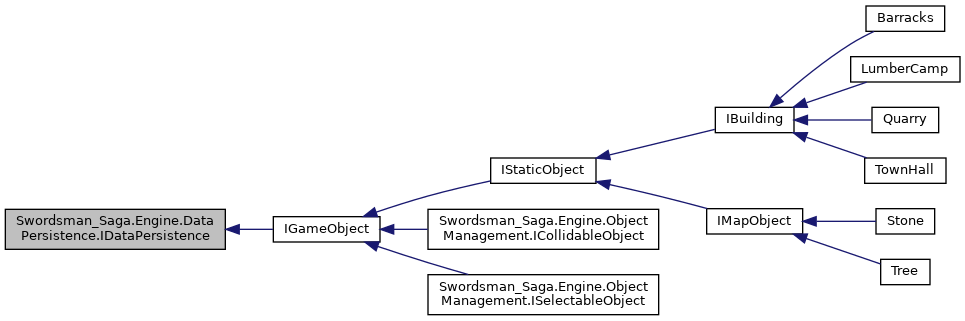 Barracks
LumberCamp
IBuilding
Quarry
IStaticObject
TownHall
Swordsman_Saga.Engine.Data
Persistence.IDataPersistence
IGameObject
Swordsman_Saga.Engine.Object
Management.ICollidableObject
IMapObject
Stone
Tree
Swordsman_Saga.Engine.Object
Management.ISelectableObject